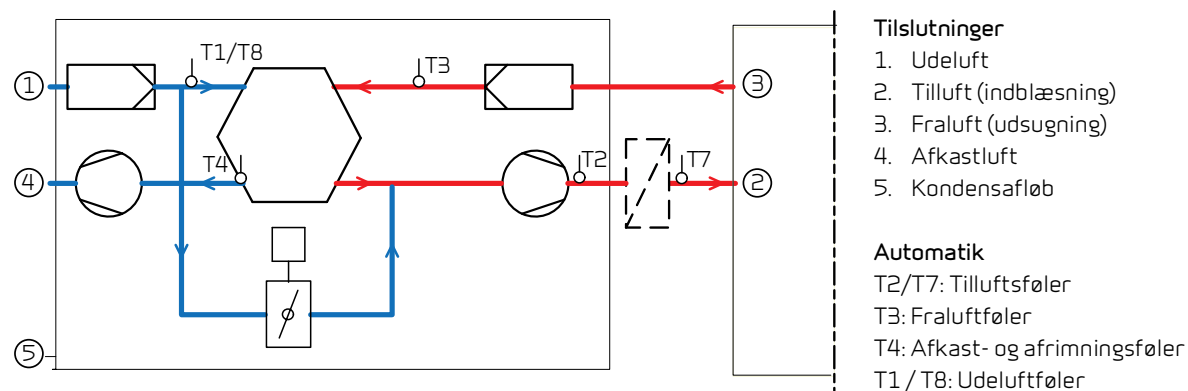 T1/T8
T3
1
3
T4
T2
T7
4
2
5
Tilslutninger
1. Udeluft
2. Tilluft (indblæsning)
3. Fraluft (udsugning)
4. Afkastluft
5. Kondensafløb
Automatik
T2/T7: Tilluftsføler
T3: Fraluftføler
T4: Afkast- og afrimningsføler
T1 / T8: Udeluftføler